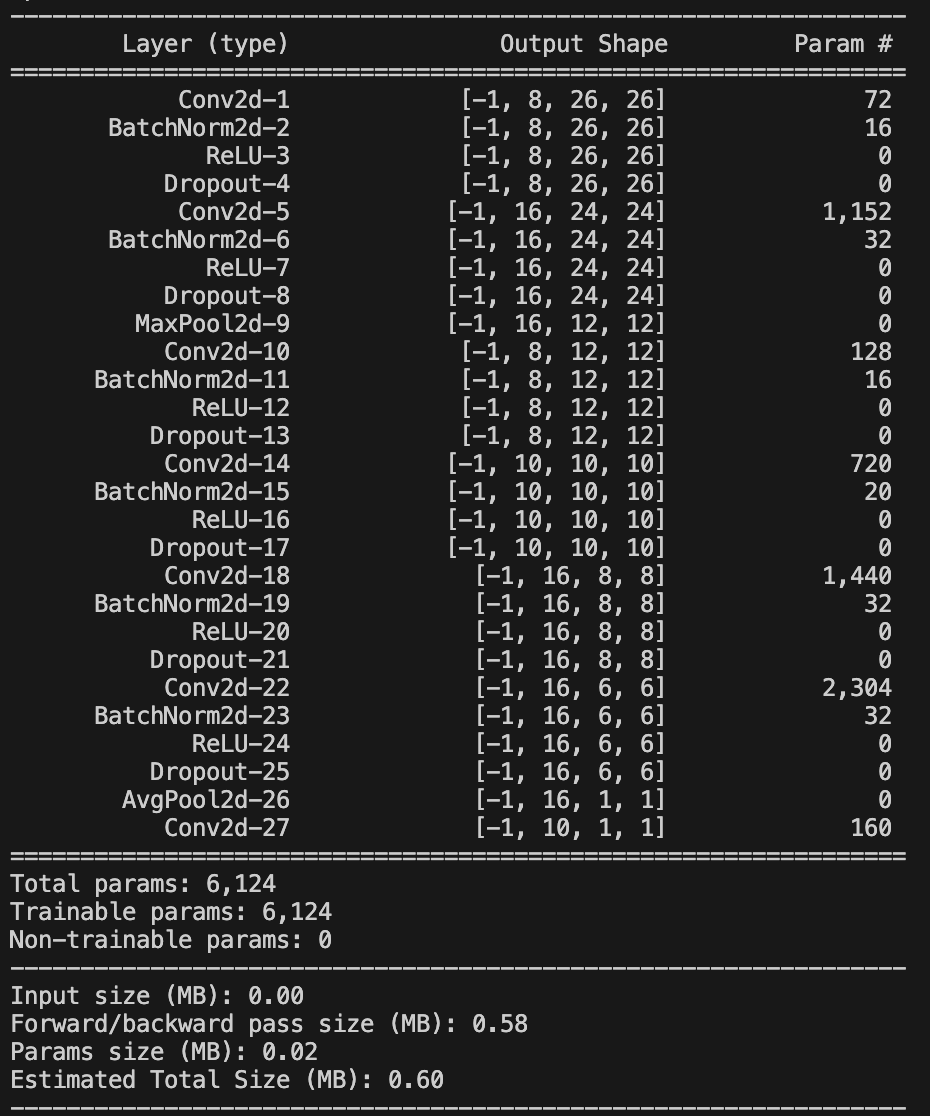 Layer (type) Output Shape Param #
Conv2d-1 [-1, 8, 26, 26] 72
BatchNorm2d-2 [-1, 8, 26, 26] 16
ReLU-3 [-1, 8, 26, 26] 0
Dropout-4 [-1, 8, 26, 26] 0
Conv2d-5 [-1, 16, 24, 24] 1,152
BatchNorm2d-6 [-1, 16, 24, 24] 32
ReLU-7 [-1, 16, 24, 24] 0
Dropout-8 [-1, 16, 24, 24] 0
MaxPool2d-9 [-1, 16, 12, 12] 0
Conv2d-10 [-1, 8, 12, 12] 128
BatchNorm2d-11 [-1, 8, 12, 12] 16
ReLU-12 [-1, 8, 12, 12] 0
Dropout-13 [-1, 8, 12, 12] 0
Conv2d-14 [-1, 10, 10, 10] 720
BatchNorm2d-15 [-1, 10, 10, 10] 20
ReLU-16 [-1, 10, 10, 10] 0
Dropout-17 [-1, 10, 10, 10] 0
Conv2d-18 [-1, 16, 8, 8] 1,440
BatchNorm2d-19 [-1, 16, 8, 8] 32
ReLU-20 [-1, 16, 8, 8] 0
Dropout-21 [-1, 16, 8, 8] 0
Conv2d-22 [-1, 16, 6, 6] 2,304
BatchNorm2d-23 [-1, 16, 6, 6] 32
ReLU-24 [-1, 16, 6, 6] 0
Dropout-25 [-1, 16, 6, 6] 0
AvgPool2d-26 [-1, 16, 1, 1] 0
Conv2d-27 [-1, 10, 1, 1] 160
Total params: 6,124
Trainable params: 6,124
Non-trainable params: 0
Input size (MB): 0.00
Forward/backward pass size (MB): 0.58
Params size (MB): 0.02
Estimated Total Size (MB): 0.60